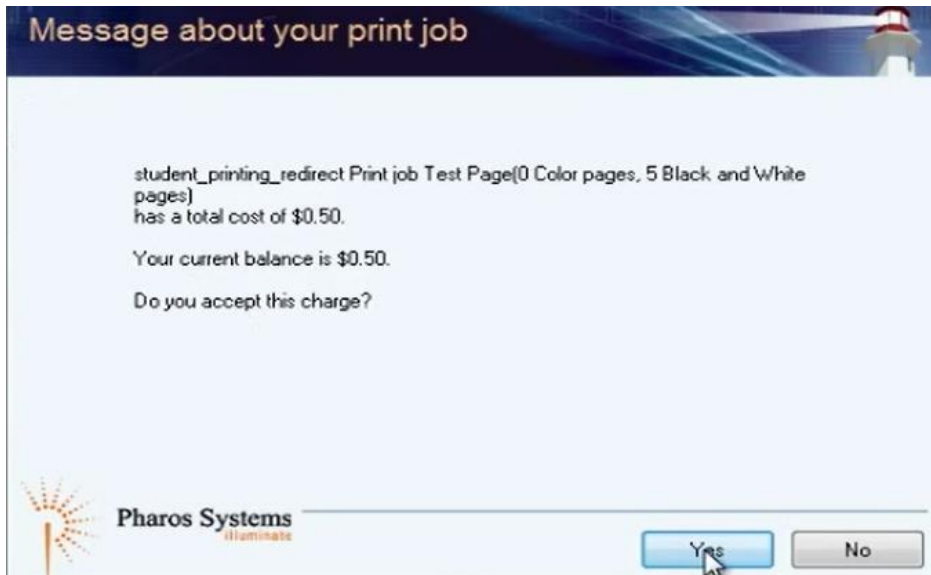 Message about your print job
student_printing_redirect Print job Test Page(0 Color pages, 5 Black and White
pages)
has a total cost of $0.50.
Your current balance is $0.50.
Do you accept this charge?
Pharos Systems
illuminate
Yes
No